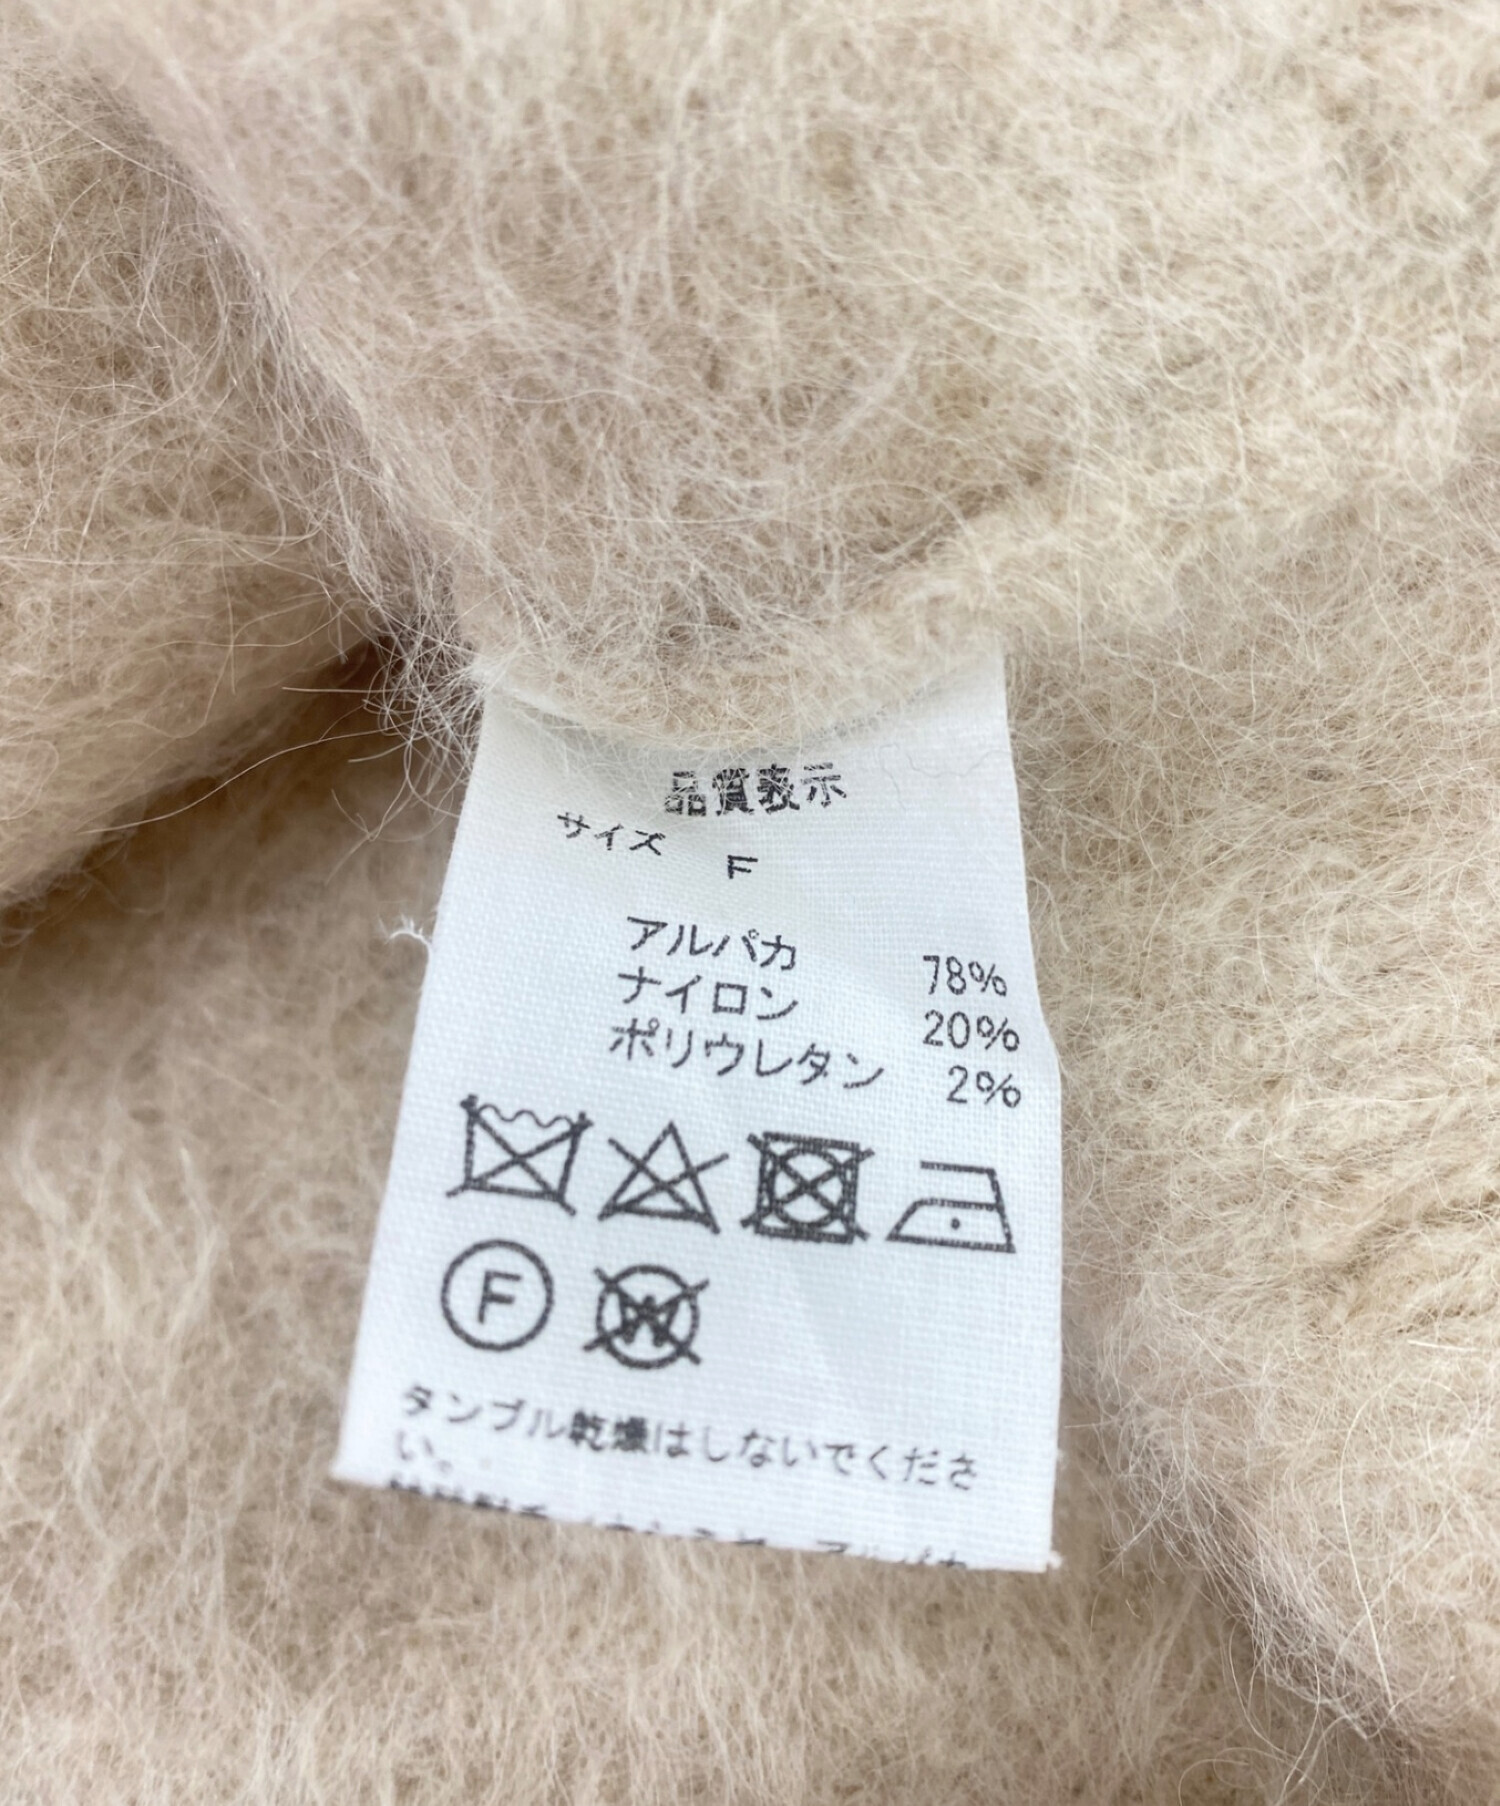 品質表示
サイズ F
アルパカ 78%
ナイロン 20%
ポリウレタン 2%
F W
タンブル乾燥はしないでくださ
い。